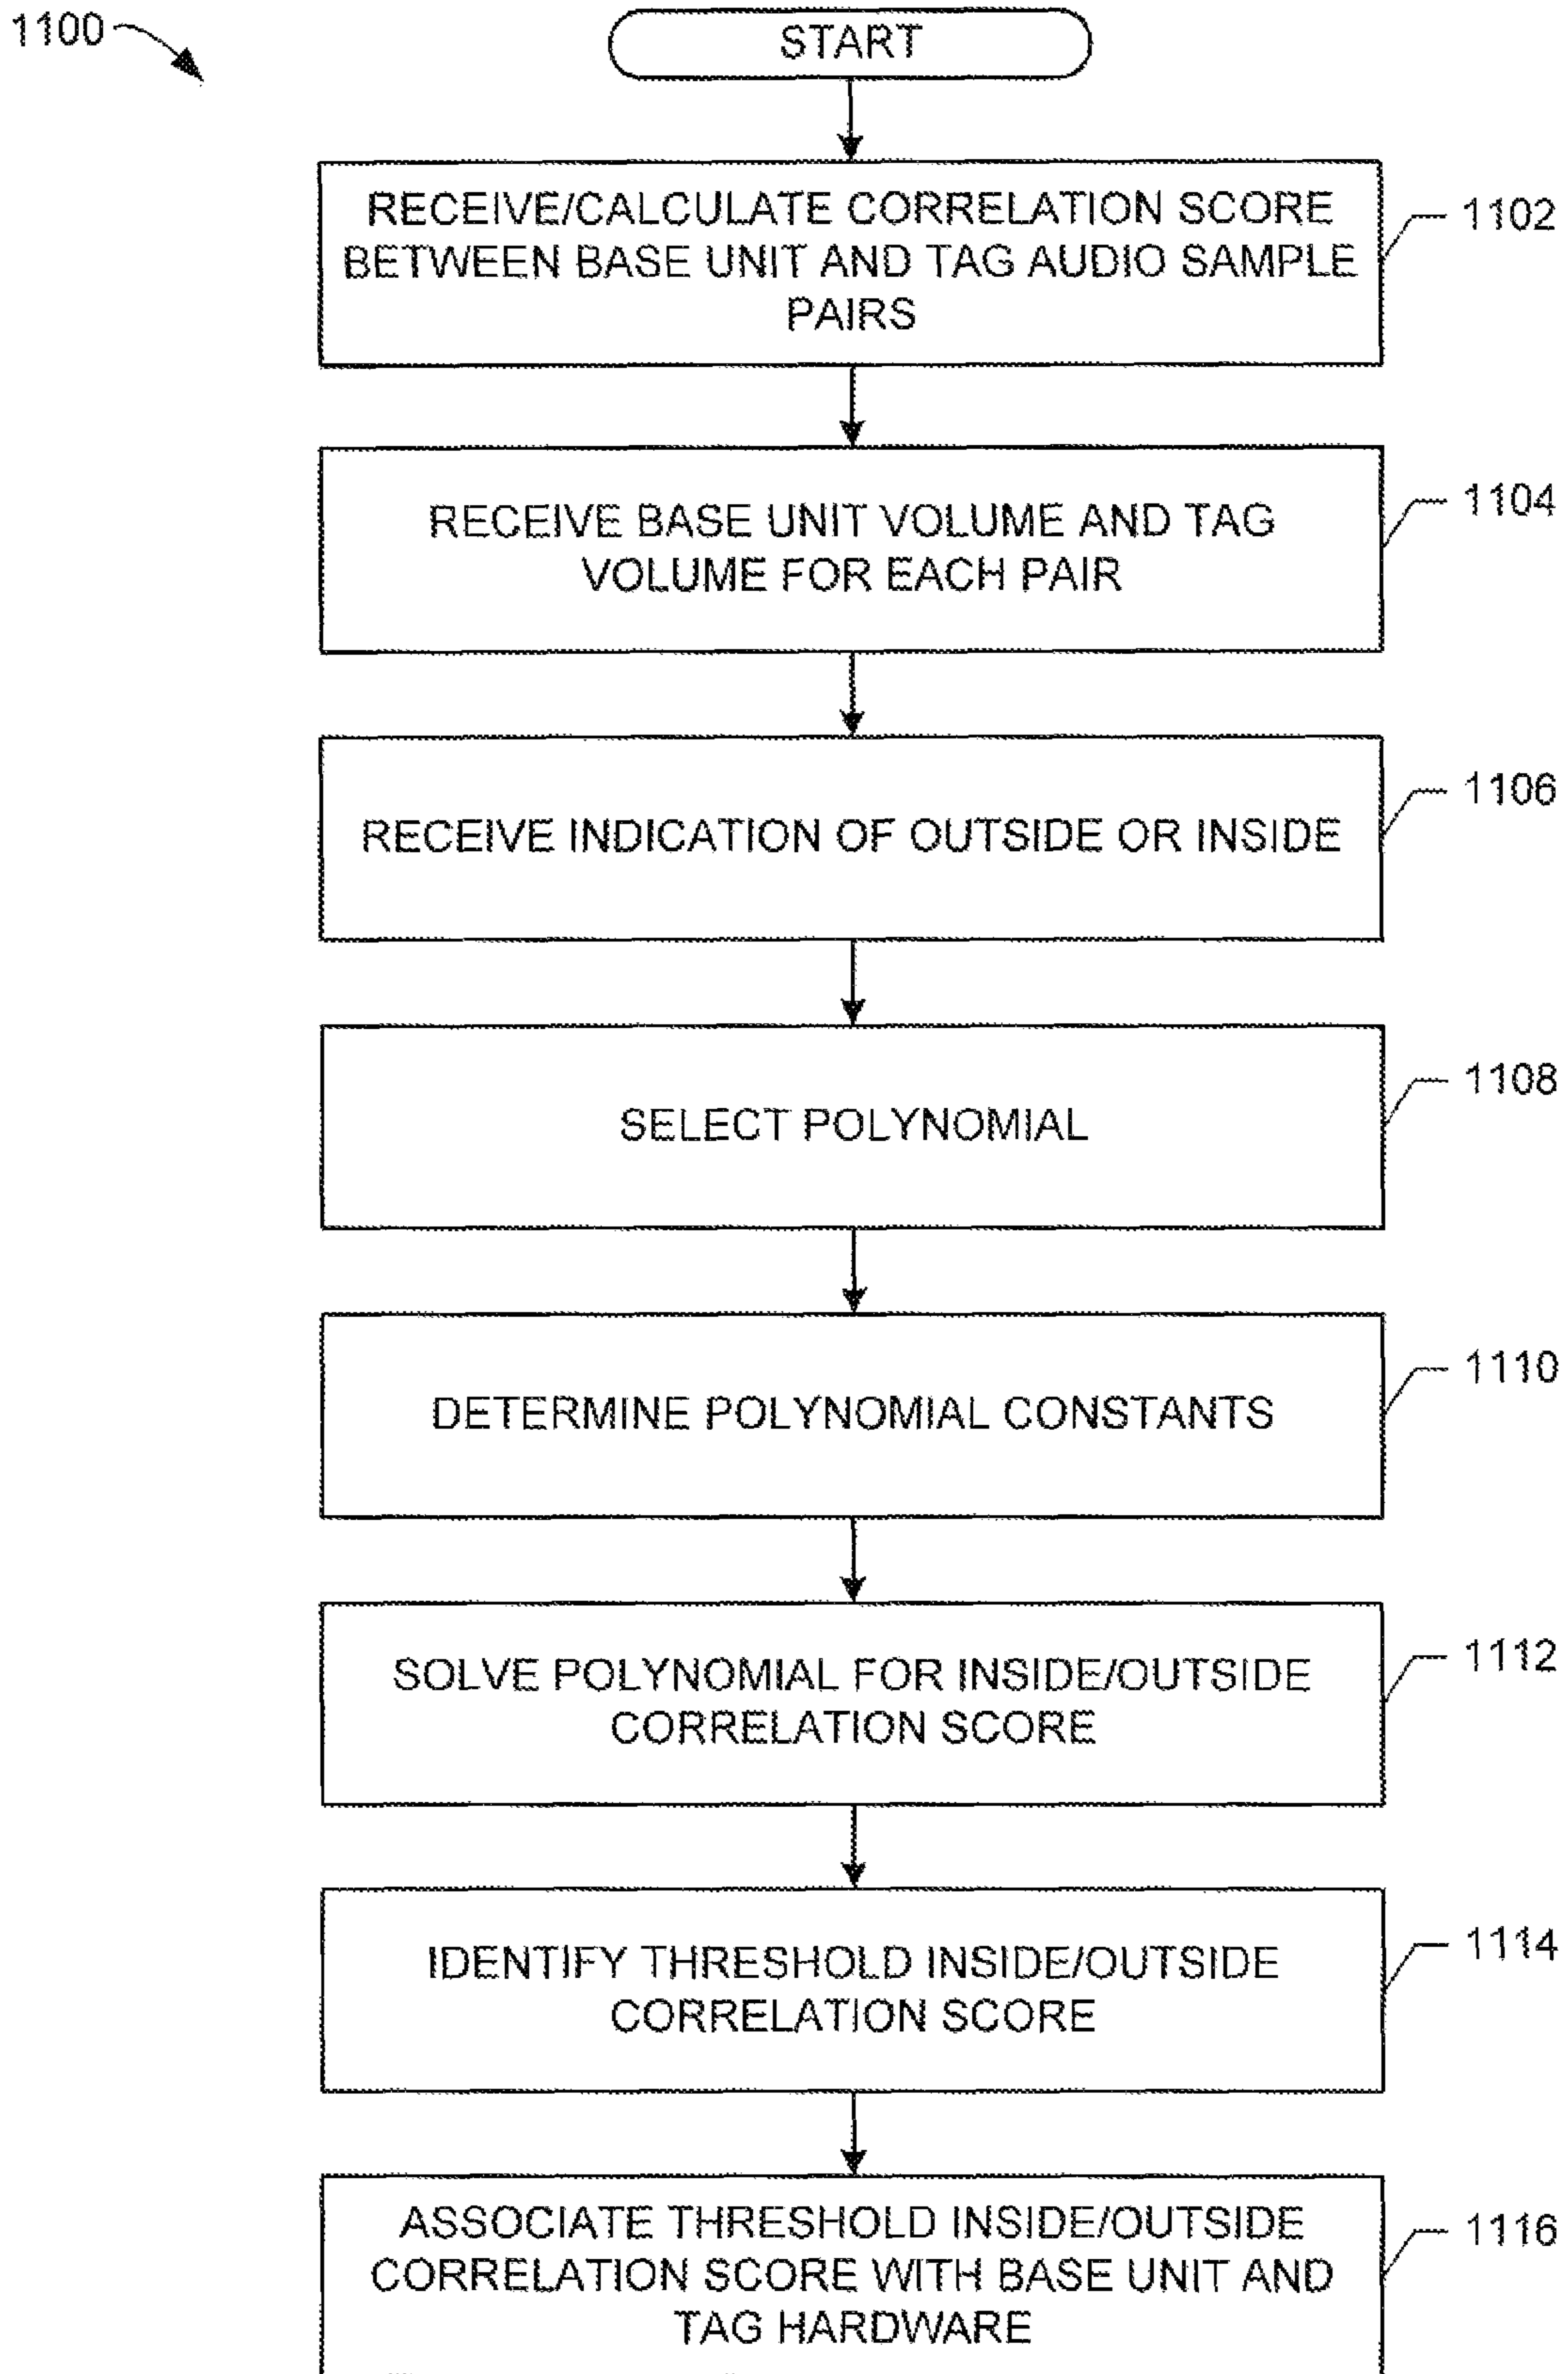 1100
START
RECEIVE/CALCULATE CORRELATION SCORE
BETWEEN BASE UNIT AND TAG AUDIO SAMPLE
PAIRS
1102
RECEIVE BASE UNIT VOLUME AND TAG
VOLUME FOR EACH PAIR
1104
RECEIVE INDICATION OF OUTSIDE OR INSIDE
1106
SELECT POLYNOMIAL
1108
DETERMINE POLYNOMIAL CONSTANTS
1110
SOLVE POLYNOMIAL FOR INSIDE/OUTSIDE
CORRELATION SCORE
1112
IDENTIFY THRESHOLD INSIDE/OUTSIDE
CORRELATION SCORE
1114
ASSOCIATE THRESHOLD INSIDE/OUTSIDE
CORRELATION SCORE WITH BASE UNIT AND
TAG HARDWARE
1116